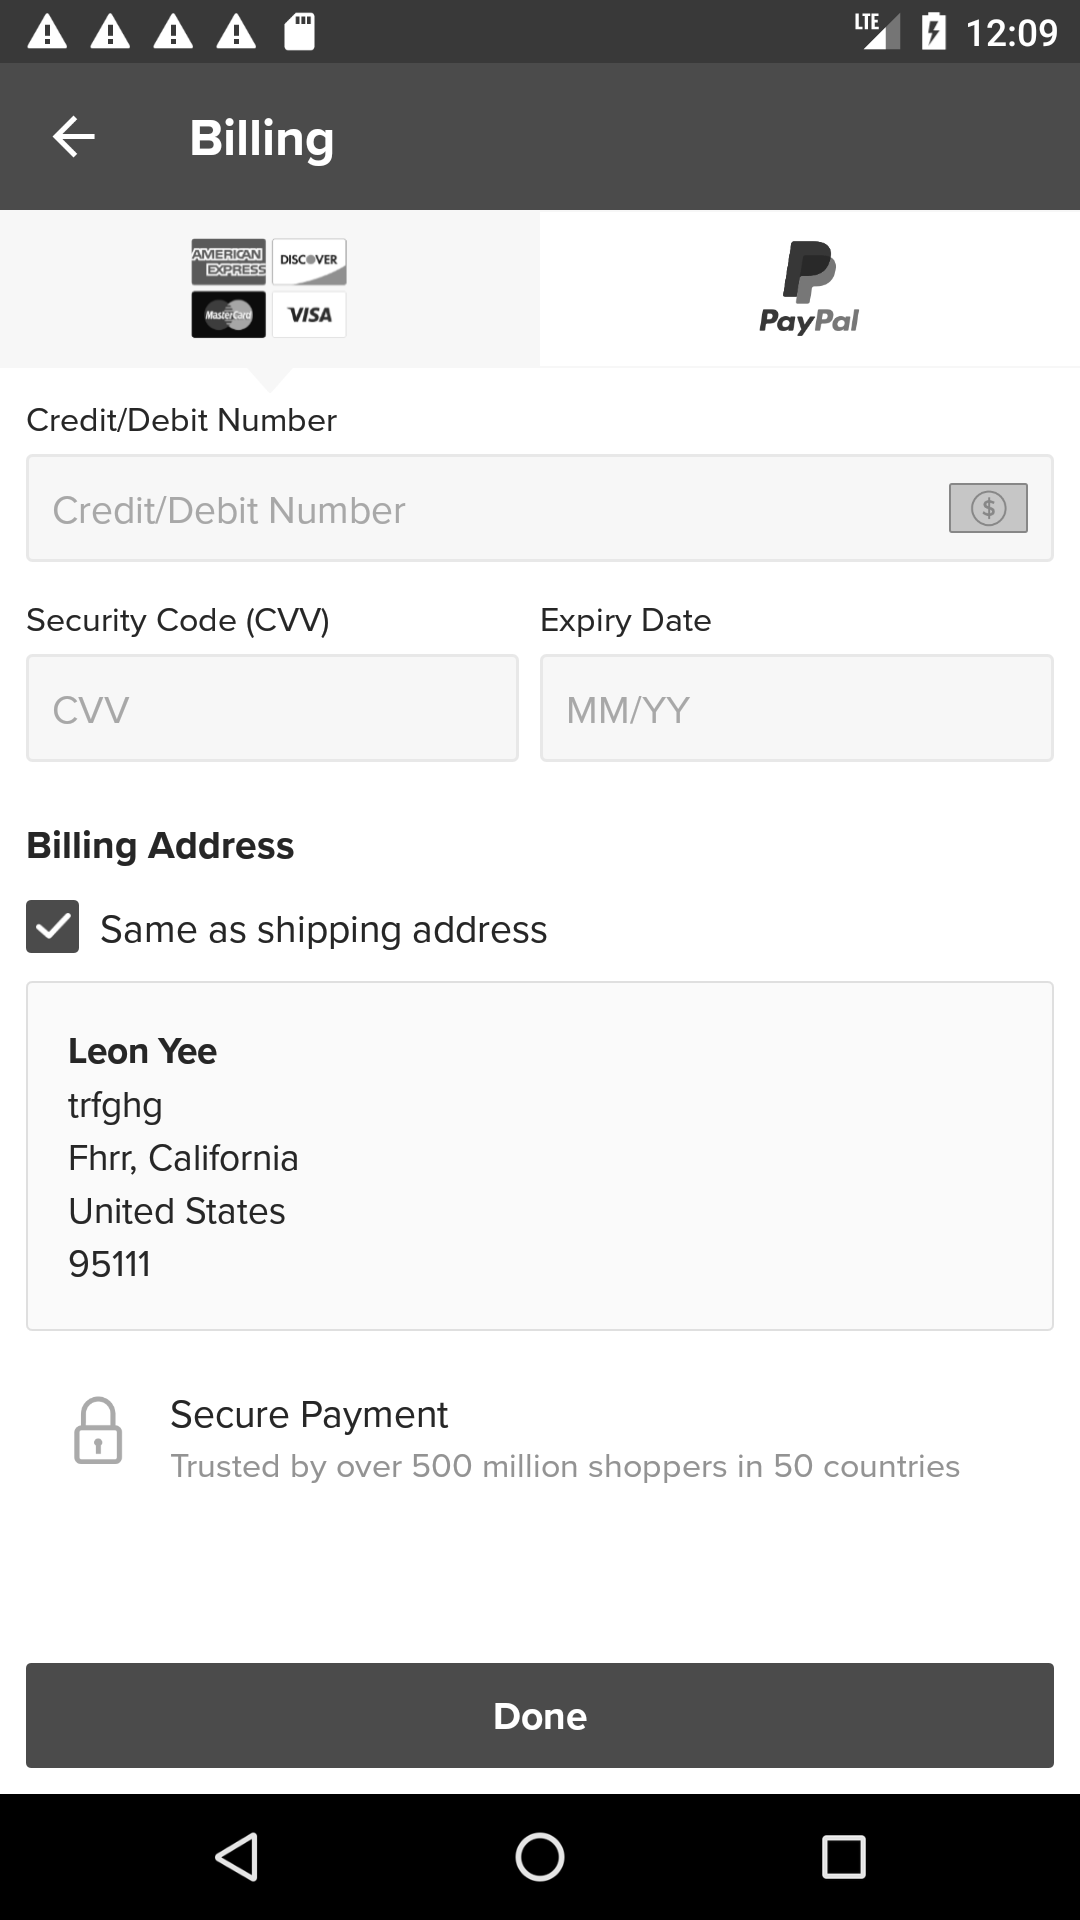 LTE 12:09
Billing
AMERICAN EXPRESS DISCOVER
MasterCard VISA
PayPal
Credit/Debit Number
Credit/Debit Number
$
Security Code (CVV) Expiry Date
CVV MM/YY
Billing Address
Same as shipping address
Leon Yee
trfghg
Fhrr, California
United States
95111
Secure Payment
Trusted by over 500 million shoppers in 50 countries
Done